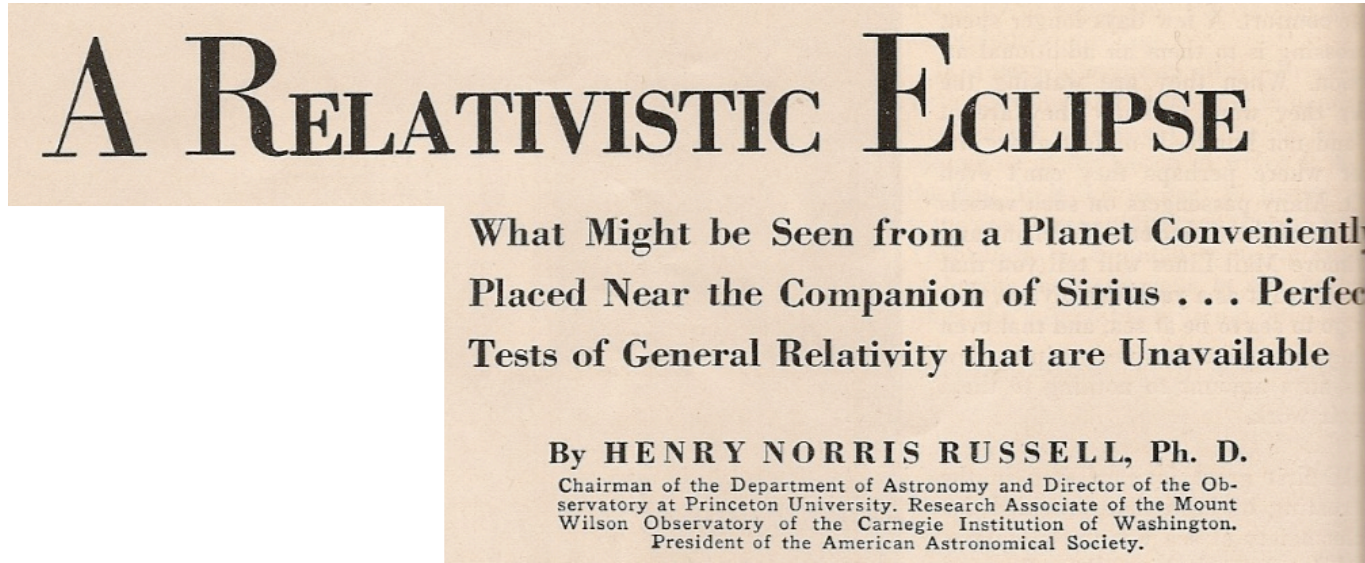 A RELATIVISTIC ECLIPSE
What Might be Seen from a Planet Conveniently
Placed Near the Companion of Sirius . . . Perfec
Tests of General Relativity that are Unavailable
By HENRY NORRIS RUSSELL, Ph. D.
Chairman of the Department of Astronomy and Director of the Ob-
servatory at Princeton University. Research Associate of the Mount
Wilson Observatory of the Carnegie Institution of Washington.
President of the American Astronomical Society.